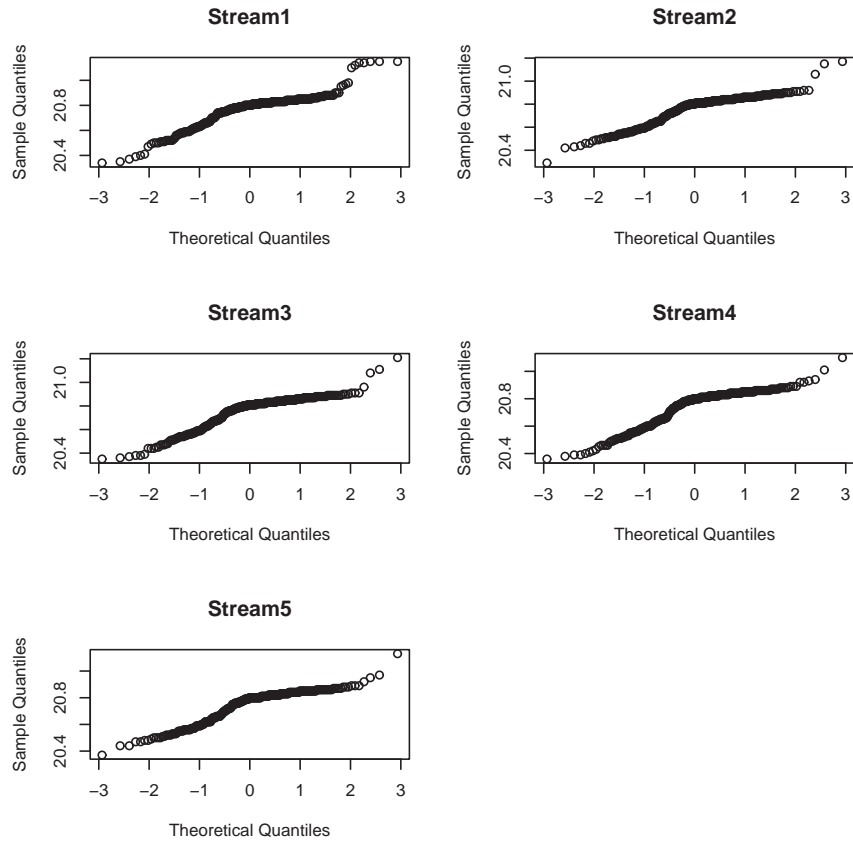 Stream1
Sample Quantiles
20.4 20.8
−3 −2 −1 0 1 2 3
Theoretical Quantiles
Stream2
Sample Quantiles
20.4 21.0
−3 −2 −1 0 1 2 3
Theoretical Quantiles
Stream3
Sample Quantiles
20.4 21.0
−3 −2 −1 0 1 2 3
Theoretical Quantiles
Stream4
Sample Quantiles
20.4 20.8
−3 −2 −1 0 1 2 3
Theoretical Quantiles
Stream5
Sample Quantiles
20.4 20.8
−3 −2 −1 0 1 2 3
Theoretical Quantiles